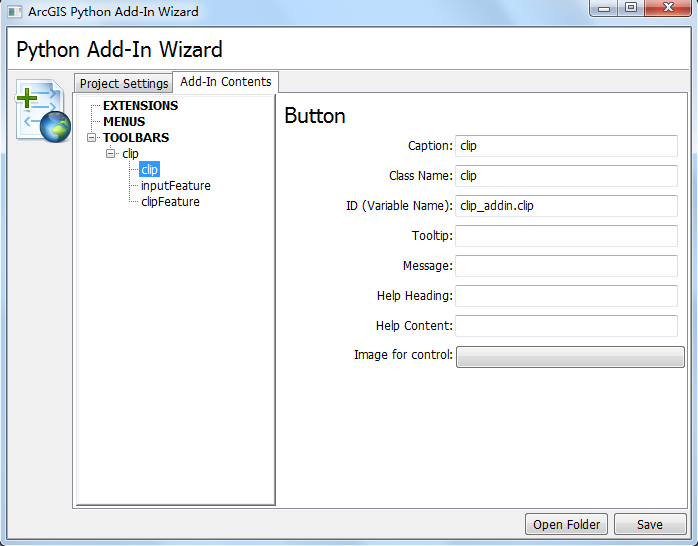 ArcGIS Python Add-In Wizard
Python Add-In Wizard
Project Settings
Add-In Contents
EXTENSIONS
MENUS
TOOLBARS
clip
clip
inputFeature
clipFeature
Button
Caption: clip
Class Name: clip
ID (Variable Name): clip_addin.clip
Tooltip:
Message:
Help Heading:
Help Content:
Image for control:
Open Folder
Save